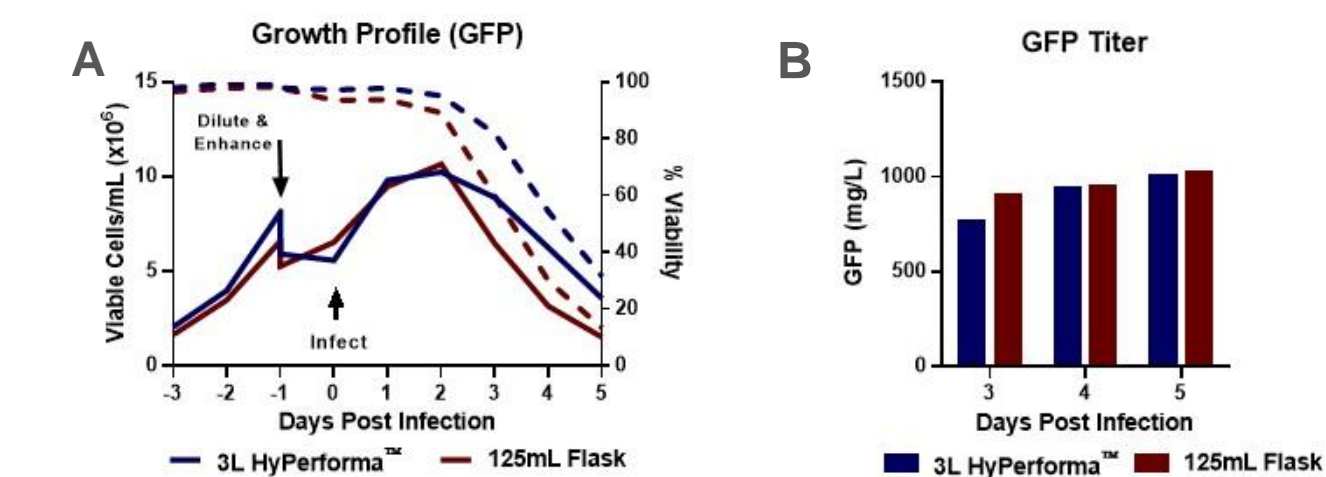 A
Growth Profile (GFP)
15
10
5
0
Viable Cells/mL (x10⁶)
100
80
60
40
20
0
% Viability
Dilute &
Enhance
Infect
-3 -2 -1 0 1 2 3 4 5
Days Post Infection
3L HyPerforma™ 125mL Flask
B
GFP Titer
1500
1000
500
0
GFP (mg/L)
3 4 5
Days Post Infection
3L HyPerforma™ 125mL Flask